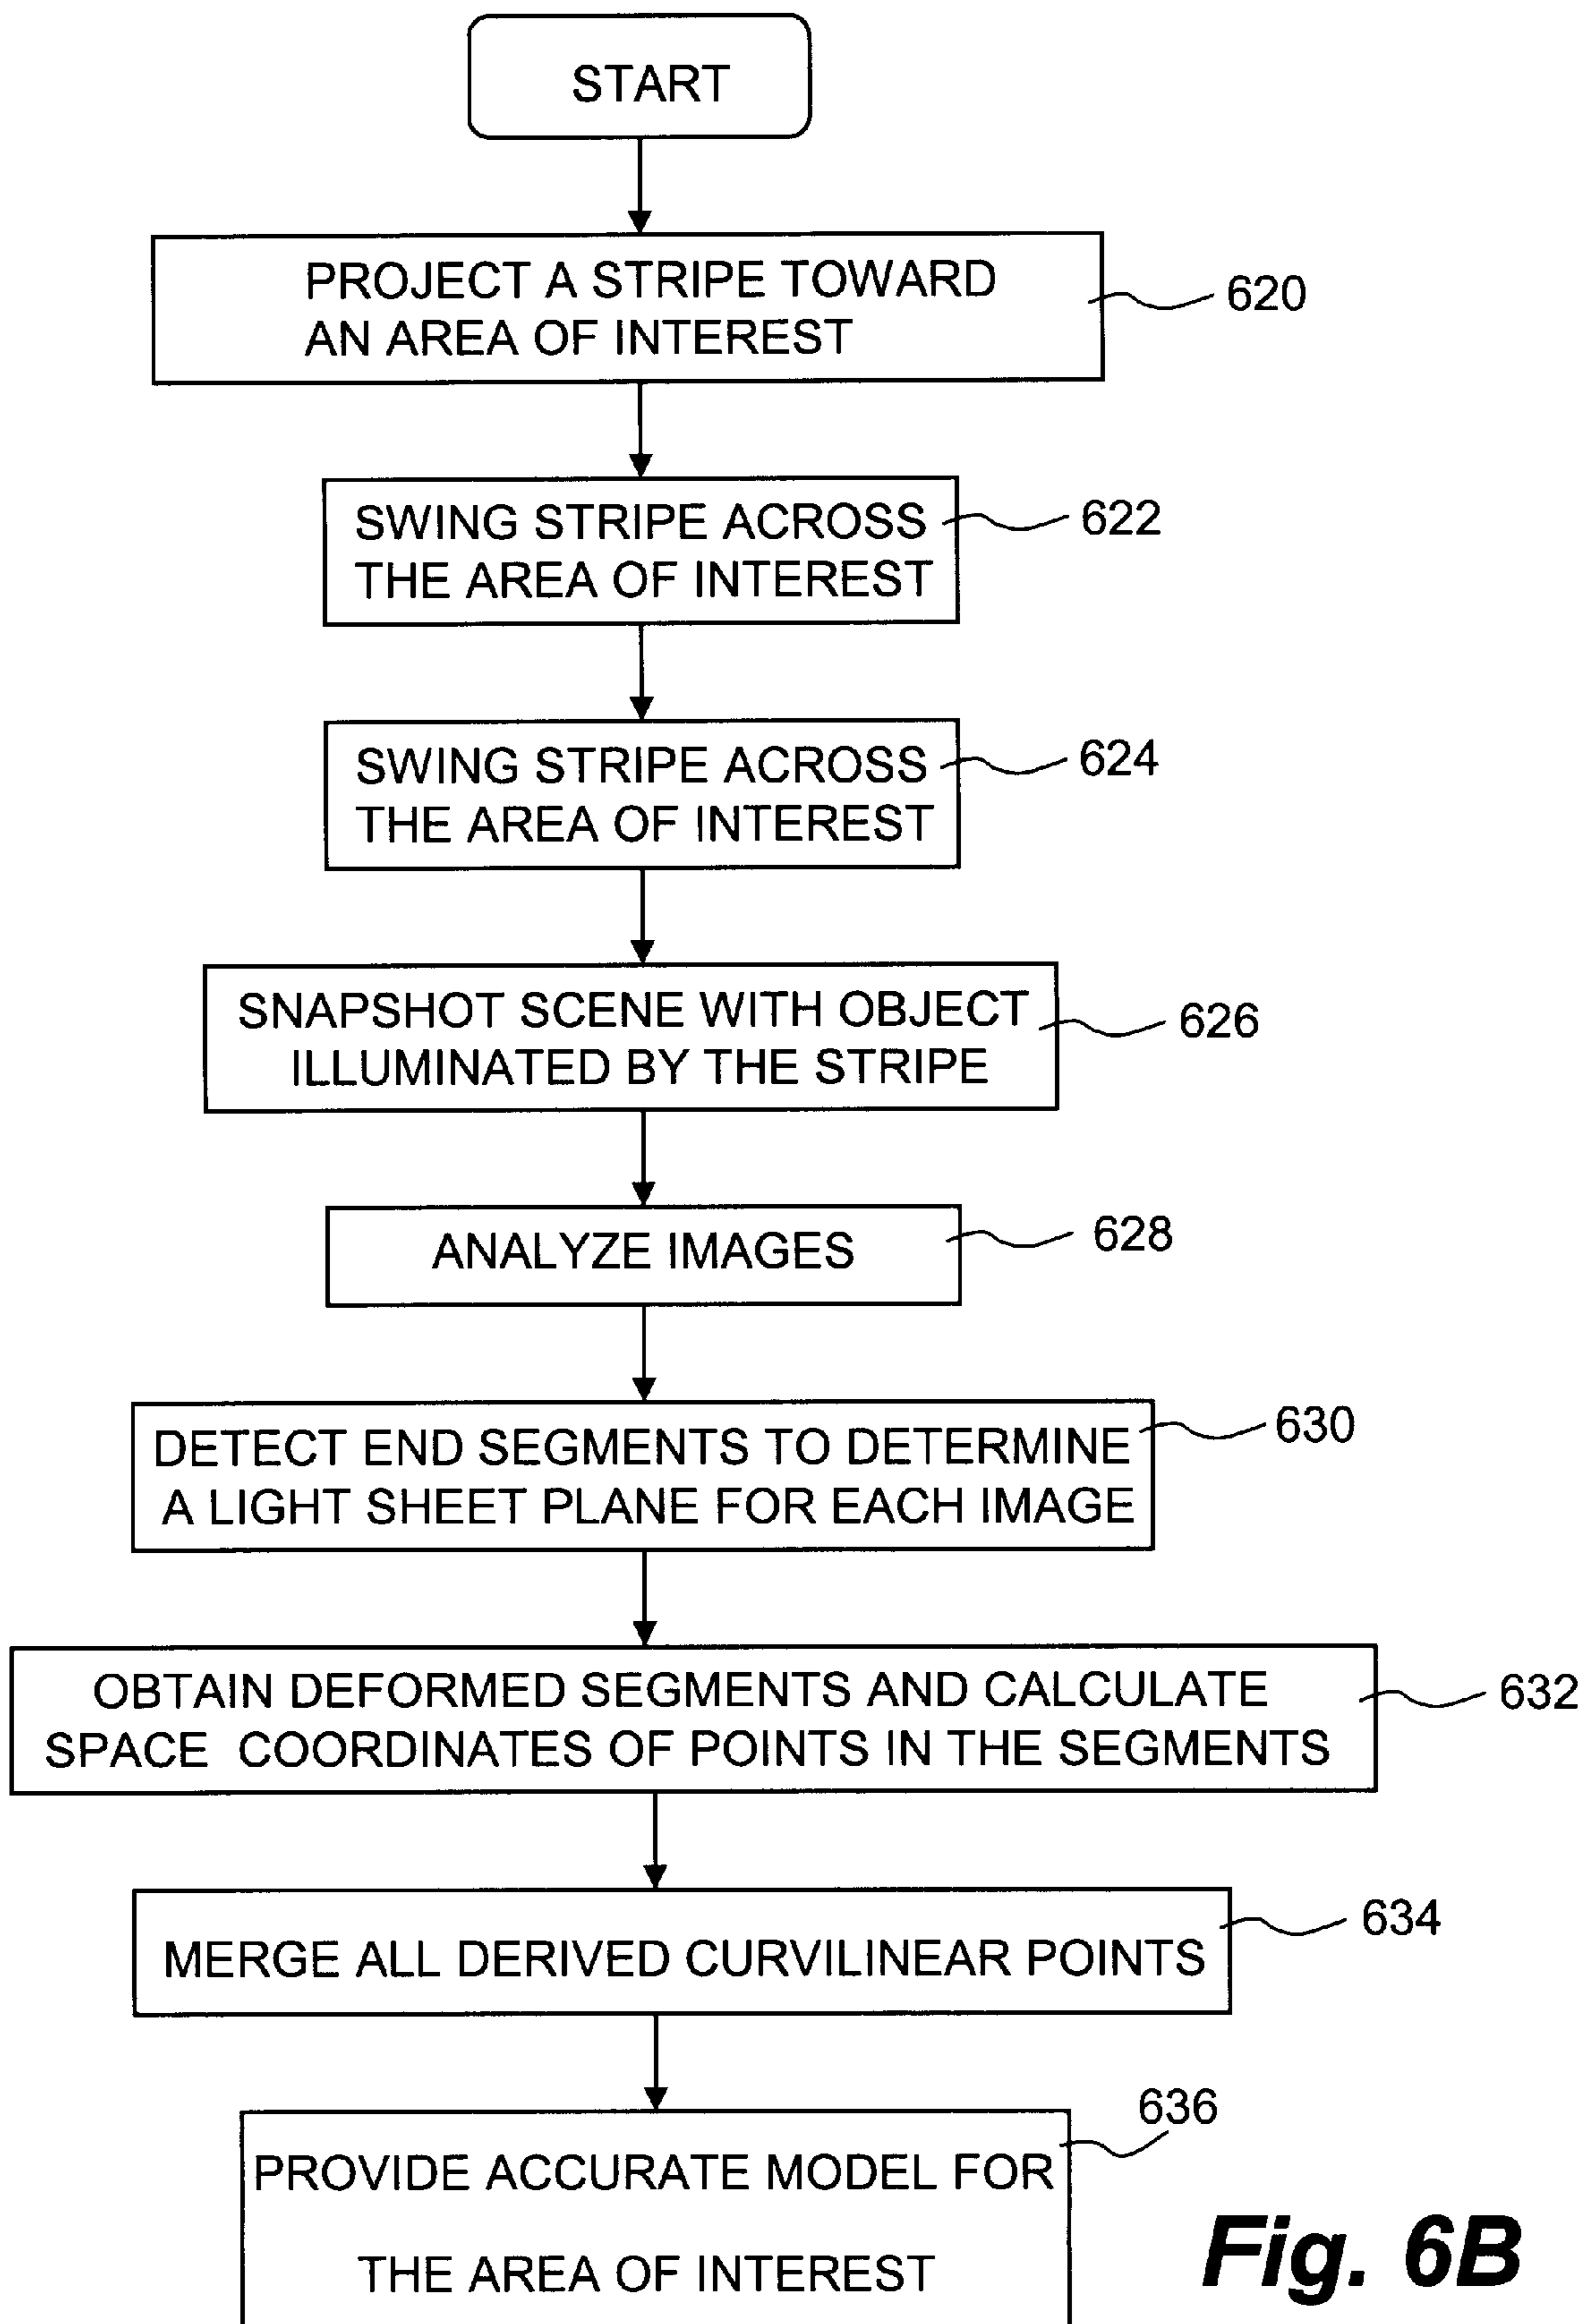 START
PROJECT A STRIPE TOWARD
AN AREA OF INTEREST
620
SWING STRIPE ACROSS
THE AREA OF INTEREST
622
SWING STRIPE ACROSS
THE AREA OF INTEREST
624
SNAPSHOT SCENE WITH OBJECT
ILLUMINATED BY THE STRIPE
626
ANALYZE IMAGES
628
DETECT END SEGMENTS TO DETERMINE
A LIGHT SHEET PLANE FOR EACH IMAGE
630
OBTAIN DEFORMED SEGMENTS AND CALCULATE
SPACE COORDINATES OF POINTS IN THE SEGMENTS
632
MERGE ALL DERIVED CURVILINEAR POINTS
634
PROVIDE ACCURATE MODEL FOR
THE AREA OF INTEREST
636
Fig. 6B